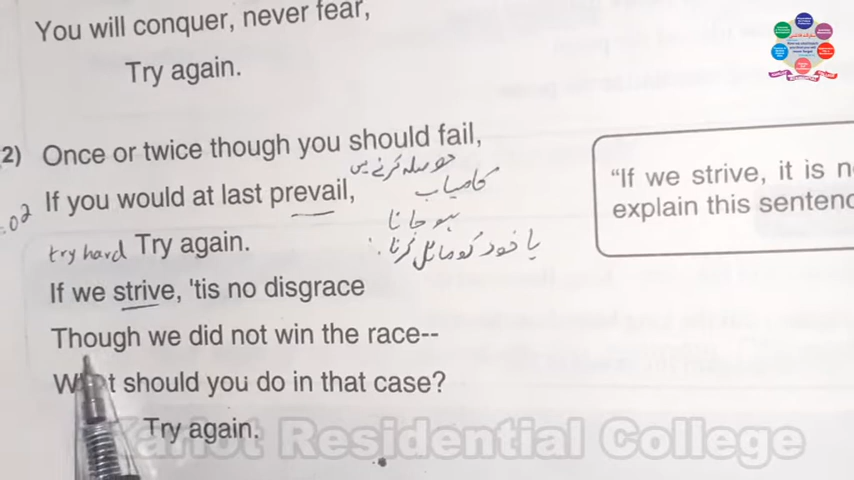 You will conquer, never fear,
Try again.
2) Once or twice though you should fail,
If you would at last prevail,
حوصلہ کرنے میں
کامیاب
ہو جانا
یا خود کو مائل کرنا
try hard Try again.
If we strive, 'tis no disgrace
Though we did not win the race--
should you do in that case?
Try again.
"If we strive, it is n
explain this sentenc
Residential College